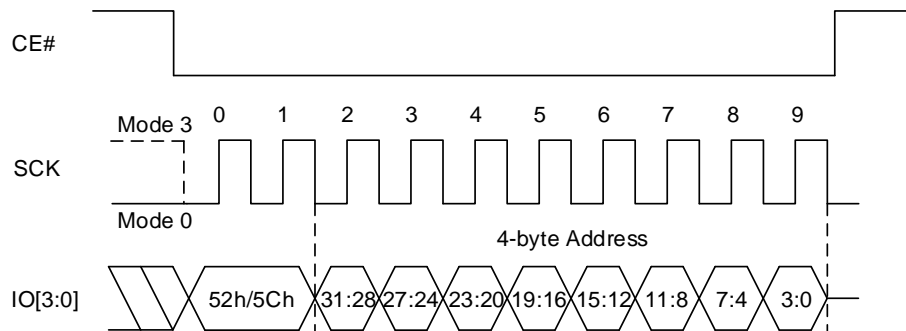 CE#
Mode 3
0 1 2 3 4 5 6 7 8 9
SCK
Mode 0
4-byte Address
IO[3:0]
52h/5Ch 31:28 27:24 23:20 19:16 15:12 11:8 7:4 3:0